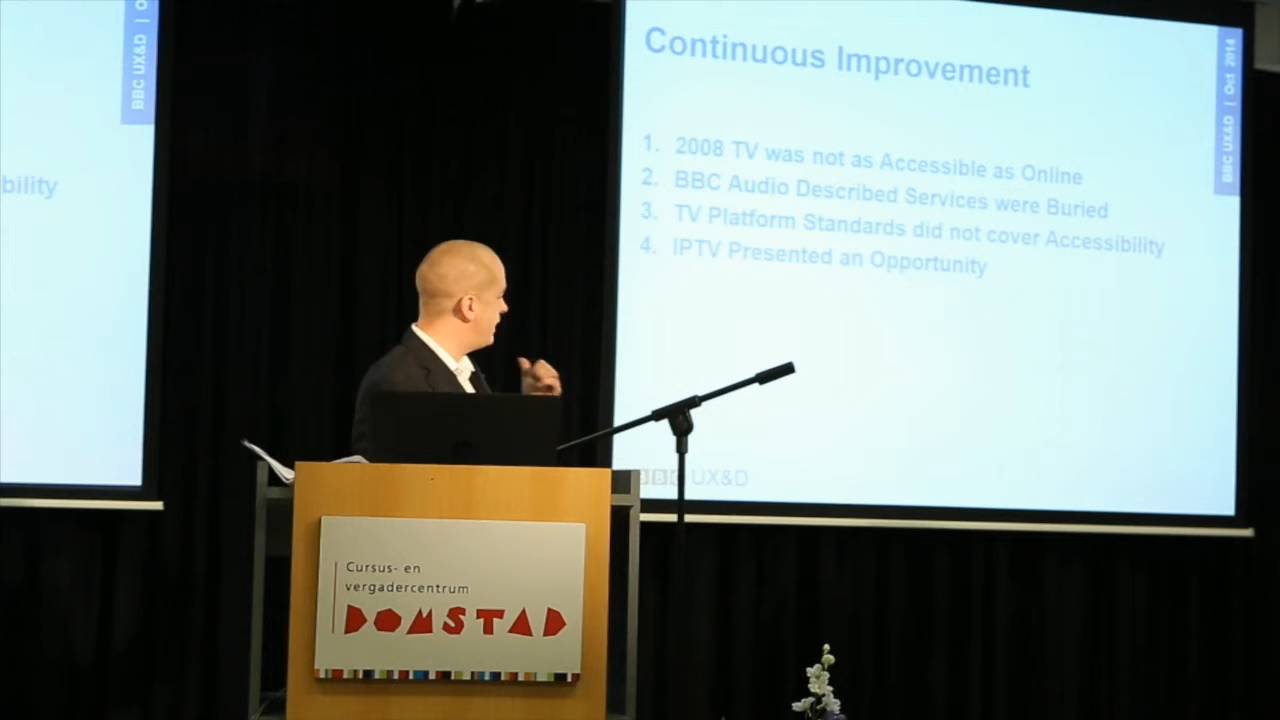 BBC UX&D | O
bility
Continuous Improvement
BBC UX&D | Oct 2014
1. 2008 TV was not as Accessible as Online
2. BBC Audio Described Services were Buried
3. TV Platform Standards did not cover Accessibility
4. IPTV Presented an Opportunity
BBC UX&D
Cursus- en
vergadercentrum
DOMSTAD